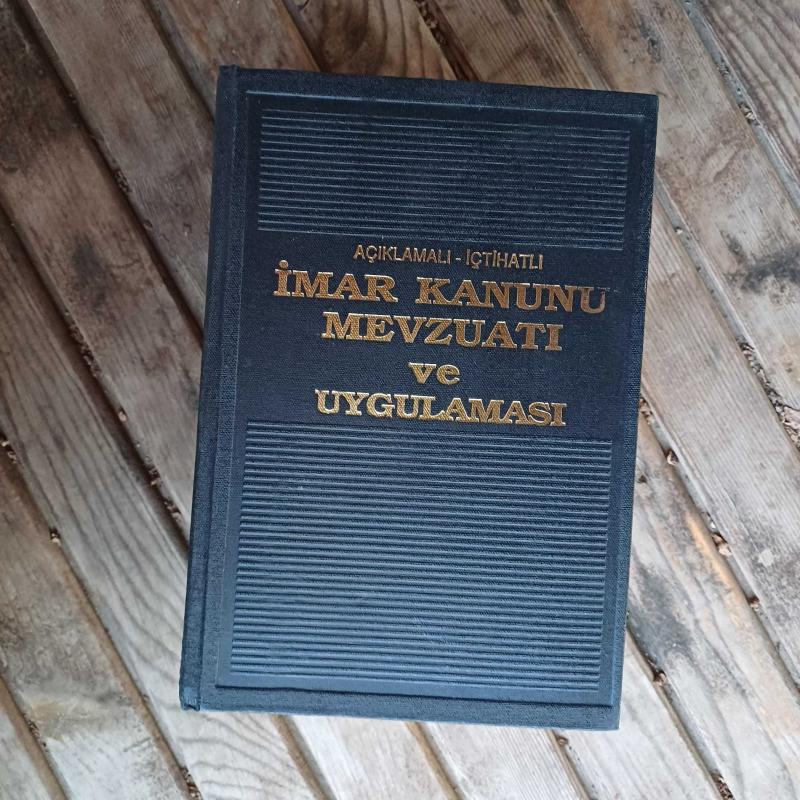 AÇIKLAMALI - İÇTİHATLI
İMAR KANUNU
MEVZUATI
ve
UYGULAMASI